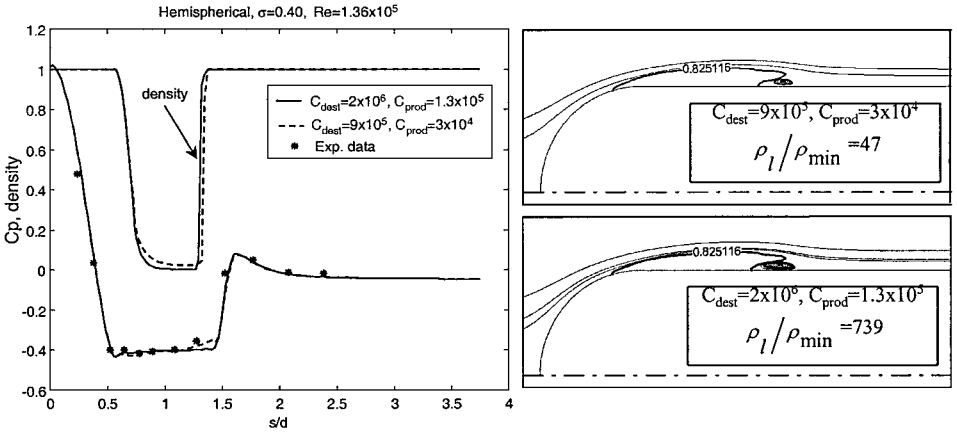 Hemispherical, σ=0.40, Re=1.36x10⁵
1.2
1
0.8
0.6
0.4
0.2
0
-0.2
-0.4
-0.6
Cp, density
density
C_dest=2x10⁶, C_prod=1.3x10⁵
C_dest=9x10⁵, C_prod=3x10⁴
Exp. data
0 0.5 1 1.5 2 2.5 3 3.5 4
s/d
0.825116
C_dest=9x10⁵, C_prod=3x10⁴
ρ_l/ρ_min=47
0.825116
C_dest=2x10⁶, C_prod=1.3x10⁵
ρ_l/ρ_min=739